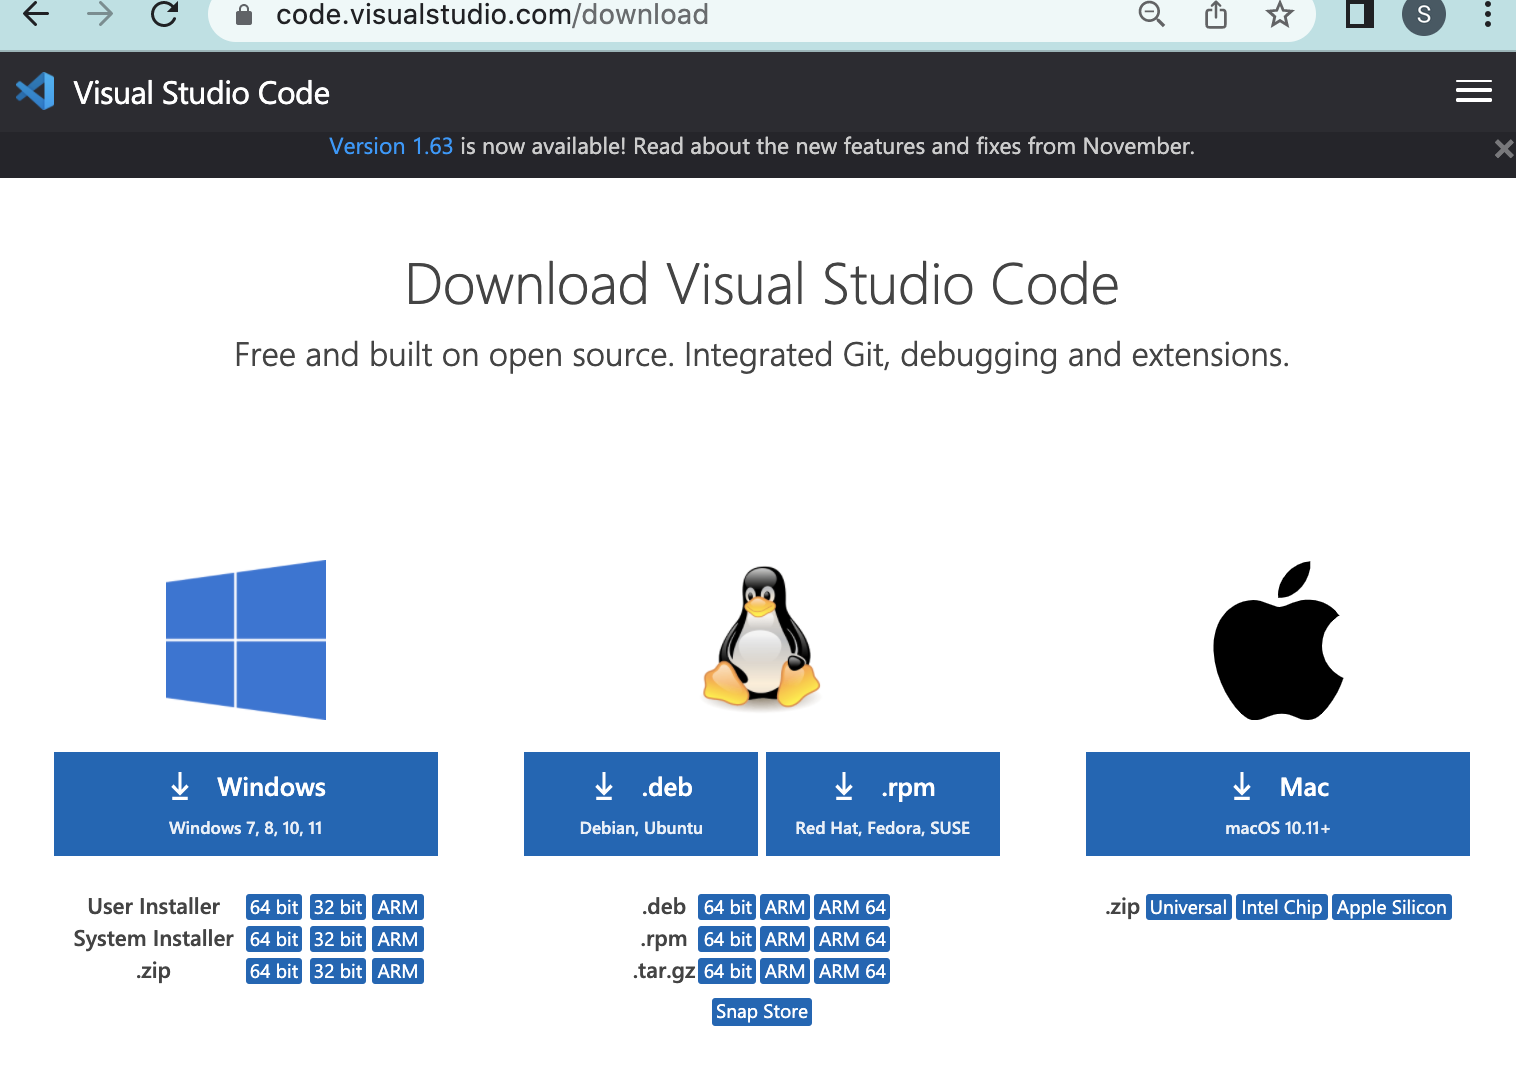 code.visualstudio.com/download
S
Visual Studio Code
Version 1.63 is now available! Read about the new features and fixes from November.
Download Visual Studio Code
Free and built on open source. Integrated Git, debugging and extensions.
Windows
Windows 7, 8, 10, 11
.deb
Debian, Ubuntu
.rpm
Red Hat, Fedora, SUSE
Mac
macOS 10.11+
User Installer 64 bit 32 bit ARM
System Installer 64 bit 32 bit ARM
.zip 64 bit 32 bit ARM
.deb 64 bit ARM ARM 64
.rpm 64 bit ARM ARM 64
.tar.gz 64 bit ARM ARM 64
Snap Store
.zip Universal Intel Chip Apple Silicon